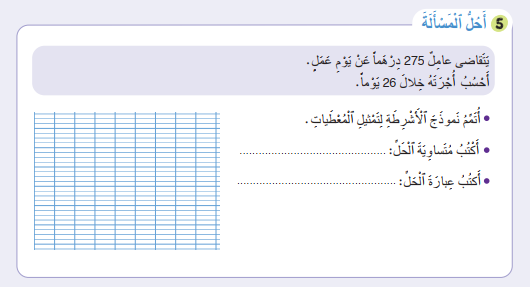 5 أَحُلُّ ٱلْمَسْأَلَةَ
يَتَقاضى عامِلٌ 275 دِرْهَماً عَنْ يَوْمِ عَمَلٍ.
أَحْسُبُ أُجْرَتَهُ خِلالَ 26 يَوْماً.
• أُتَمِّمُ نَموذَجَ ٱلْأَشْرِطَةِ لِتَمْثيلِ ٱلْمُعْطَياتِ.
• أَكْتُبُ مُتَساوِيَةَ ٱلْحَلِّ: ................................................
• أَكْتُبُ عِبارَةَ ٱلْحَلِّ: ....................................................